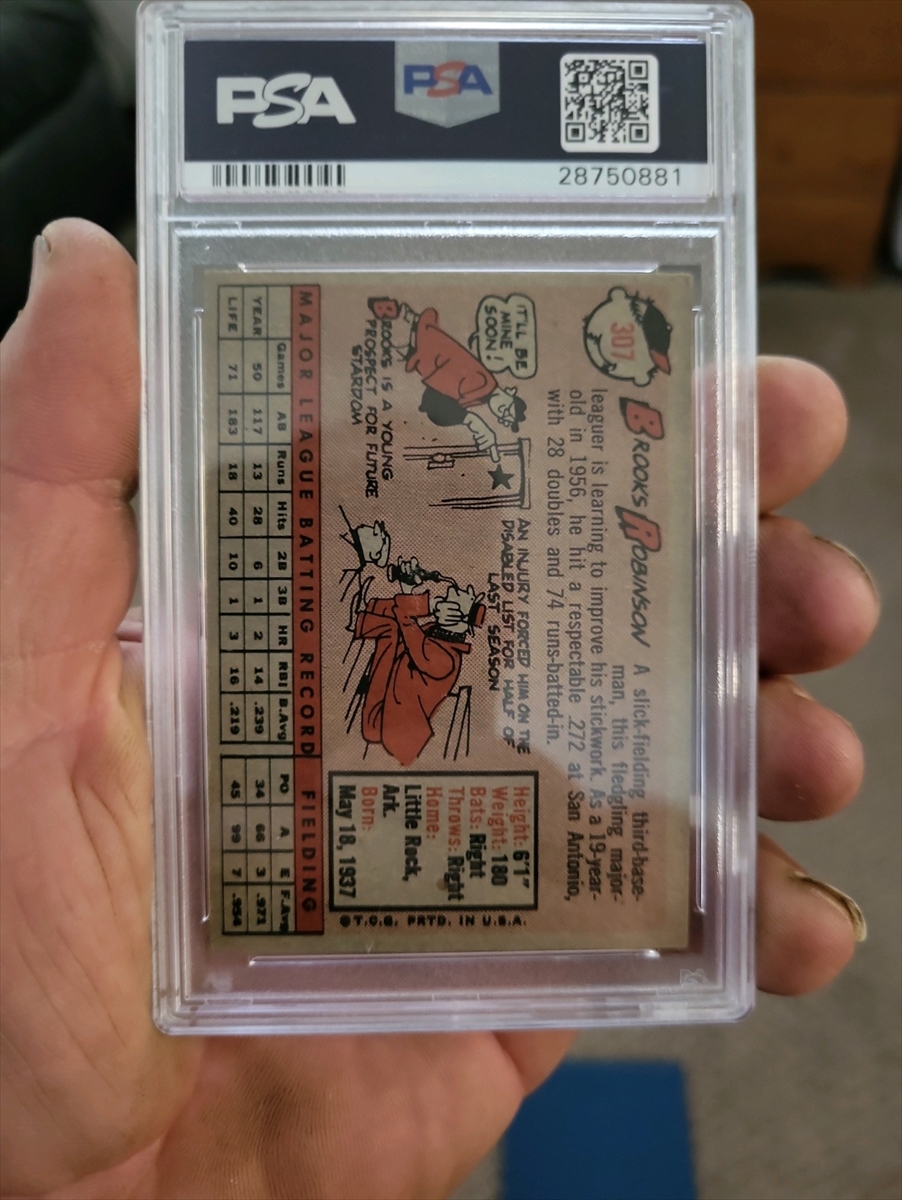 PSA
PSA
28750881
307
BROOKS ROBINSON A slick-fielding third-base-
man, this fledgling major-
leaguer is learning to improve his stickwork. As a 19-year-
old in 1956, he hit a respectable .272 at San Antonio,
with 28 doubles and 74 runs-batted-in.
IT'LL BE
MINE
SOON!
BROOKS IS A YOUNG
PROSPECT FOR FUTURE
STARDOM
AN INJURY FORCED HIM ON THE
DISABLED LIST FOR HALF OF
LAST SEASON
Height: 6'1"
Weight: 180
Bats: Right
Throws: Right
Home:
Little Rock,
Ark.
Born:
May 18, 1937
©T.C.G. PRTD. IN U.S.A.
MAJOR LEAGUE BATTING RECORD FIELDING
Games AB Runs Hits 2B 3B HR RBI B.Avg PO A E F.Avg
YEAR 50 117 13 28 6 1 2 14 .239 34 66 3 .971
LIFE 71 183 18 40 10 1 3 16 .219 45 99 7 .954